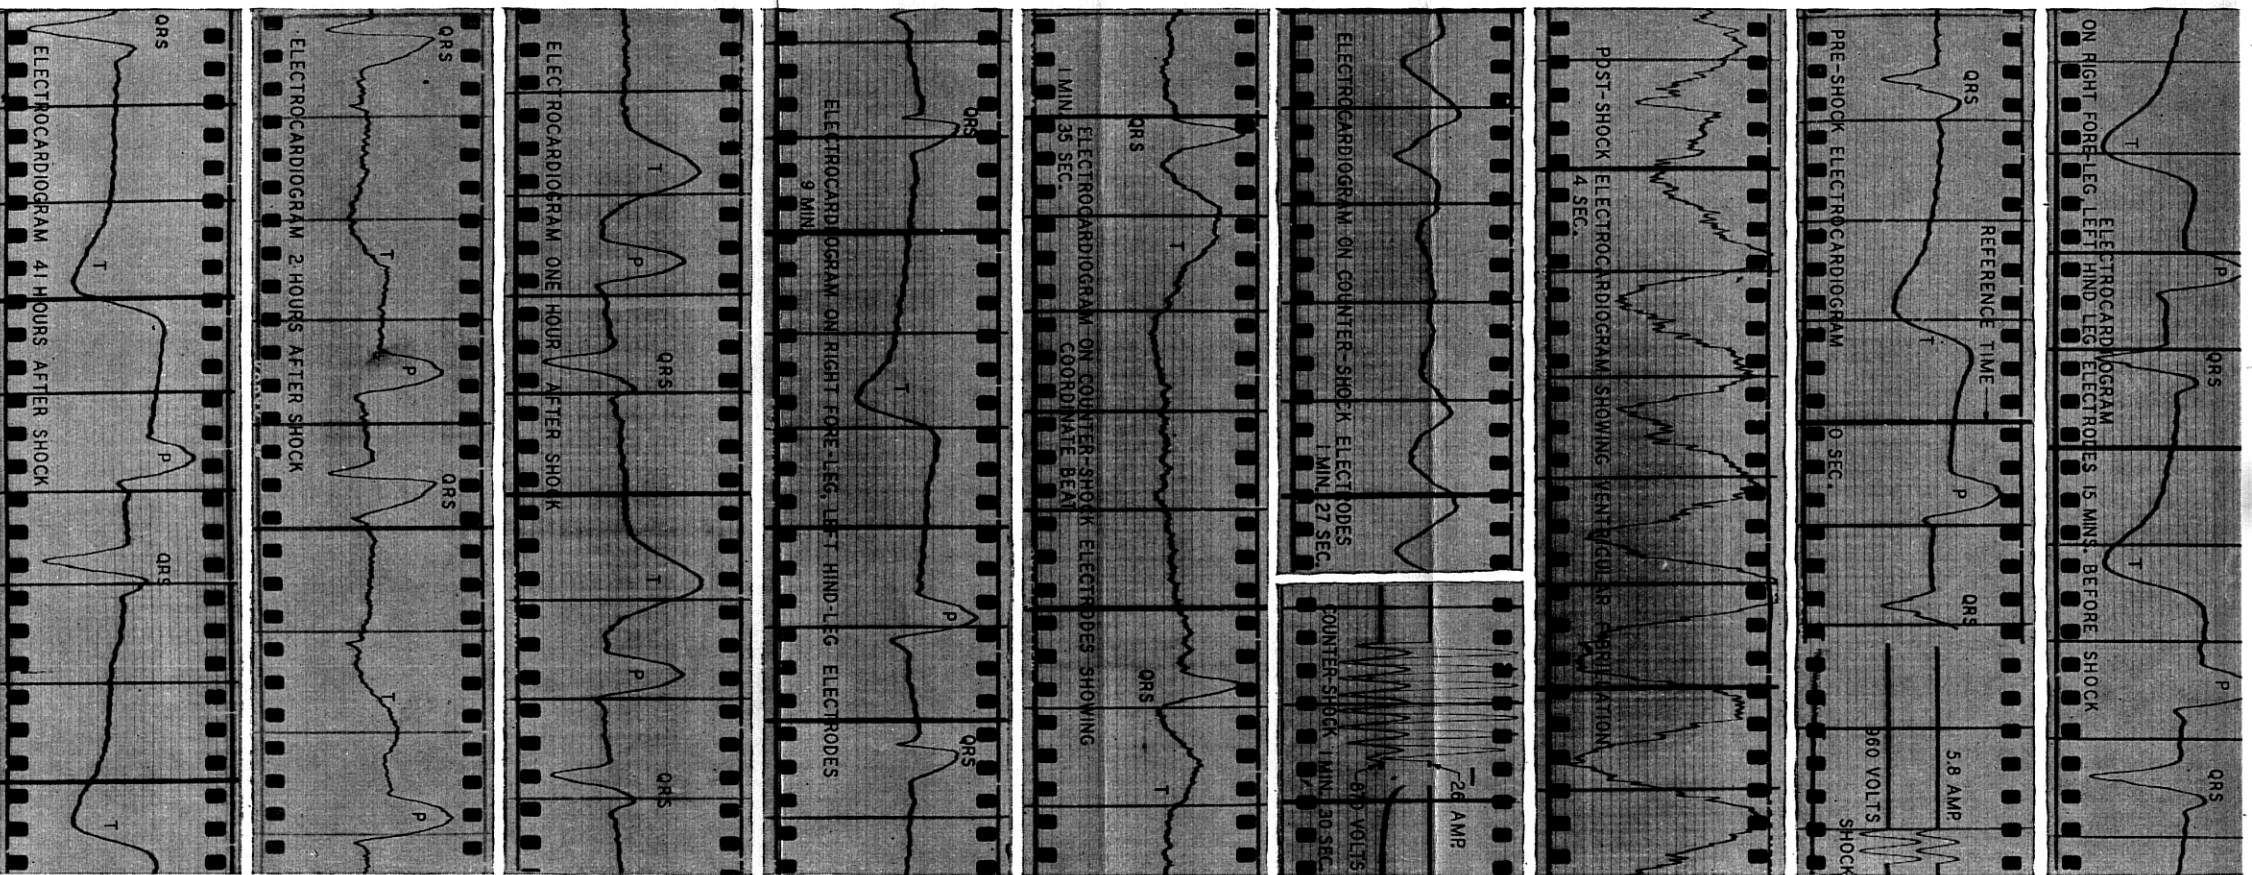 ELECTROCARDIOGRAM
ON RIGHT FORE-LEG, LEFT HIND LEG ELECTRODES 15 MINS. BEFORE SHOCK
T
P
QRS
T
P
QRS
QRS
REFERENCE TIME
T
P
QRS
5.8 AMP.
960 VOLTS
SHOCK
PRE-SHOCK ELECTROCARDIOGRAM
0 SEC.
POST-SHOCK ELECTROCARDIOGRAM SHOWING VENTRICULAR FIBRILLATION
4 SEC.
ELECTROCARDIOGRAM ON COUNTER-SHOCK ELECTRODES
1 MIN. 27 SEC.
26 AMP.
810 VOLTS
COUNTER-SHOCK 1 MIN. 30 SEC.
QRS
T
QRS
T
ELECTROCARDIOGRAM ON COUNTER-SHOCK ELECTRODES SHOWING
COORDINATE BEAT
1 MIN. 35 SEC.
QRS
T
P
QRS
ELECTROCARDIOGRAM ON RIGHT FORE-LEG, LEFT HIND-LEG ELECTRODES
9 MIN.
T
P
QRS
T
P
QRS
ELECTROCARDIOGRAM ONE HOUR AFTER SHOCK
QRS
T
P
QRS
T
P
ELECTROCARDIOGRAM 2 HOURS AFTER SHOCK
QRS
T
P
QRS
T
ELECTROCARDIOGRAM 41 HOURS AFTER SHOCK